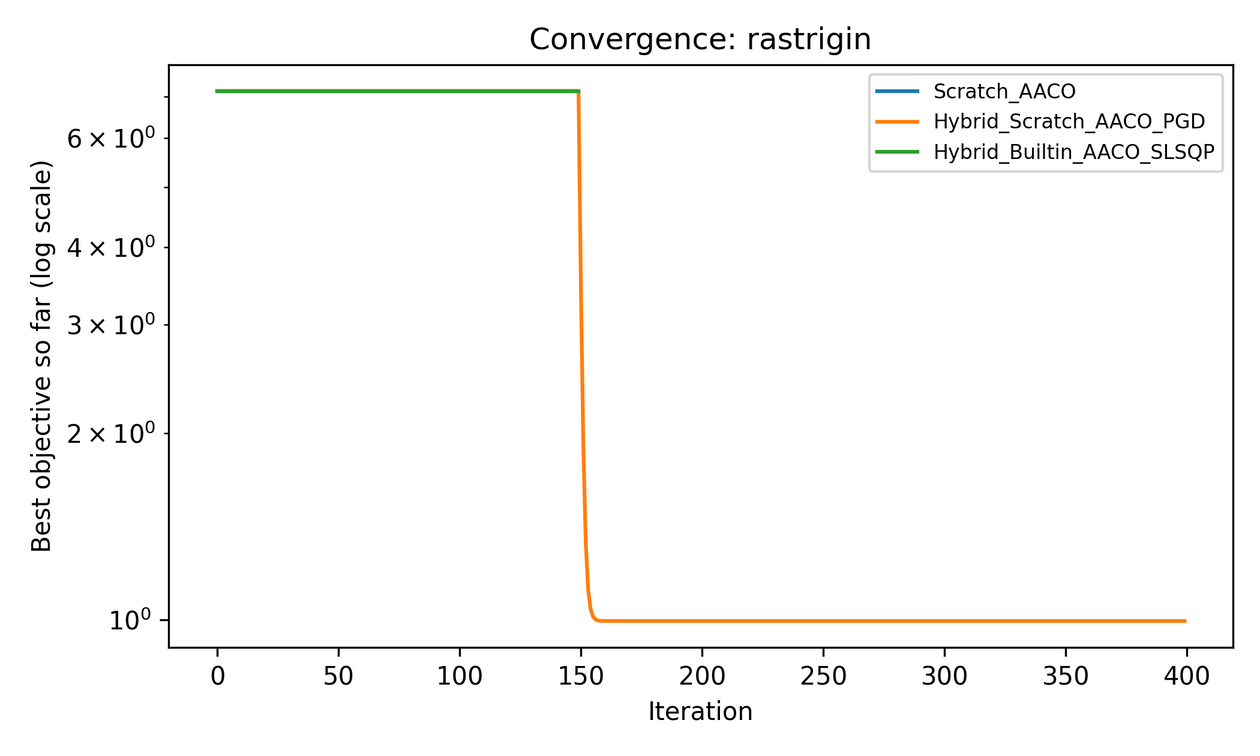 Convergence: rastrigin
Scratch_AACO
Hybrid_Scratch_AACO_PGD
Hybrid_Builtin_AACO_SLSQP
Best objective so far (log scale)
6 × 10⁰
4 × 10⁰
3 × 10⁰
2 × 10⁰
10⁰
0 50 100 150 200 250 300 350 400
Iteration